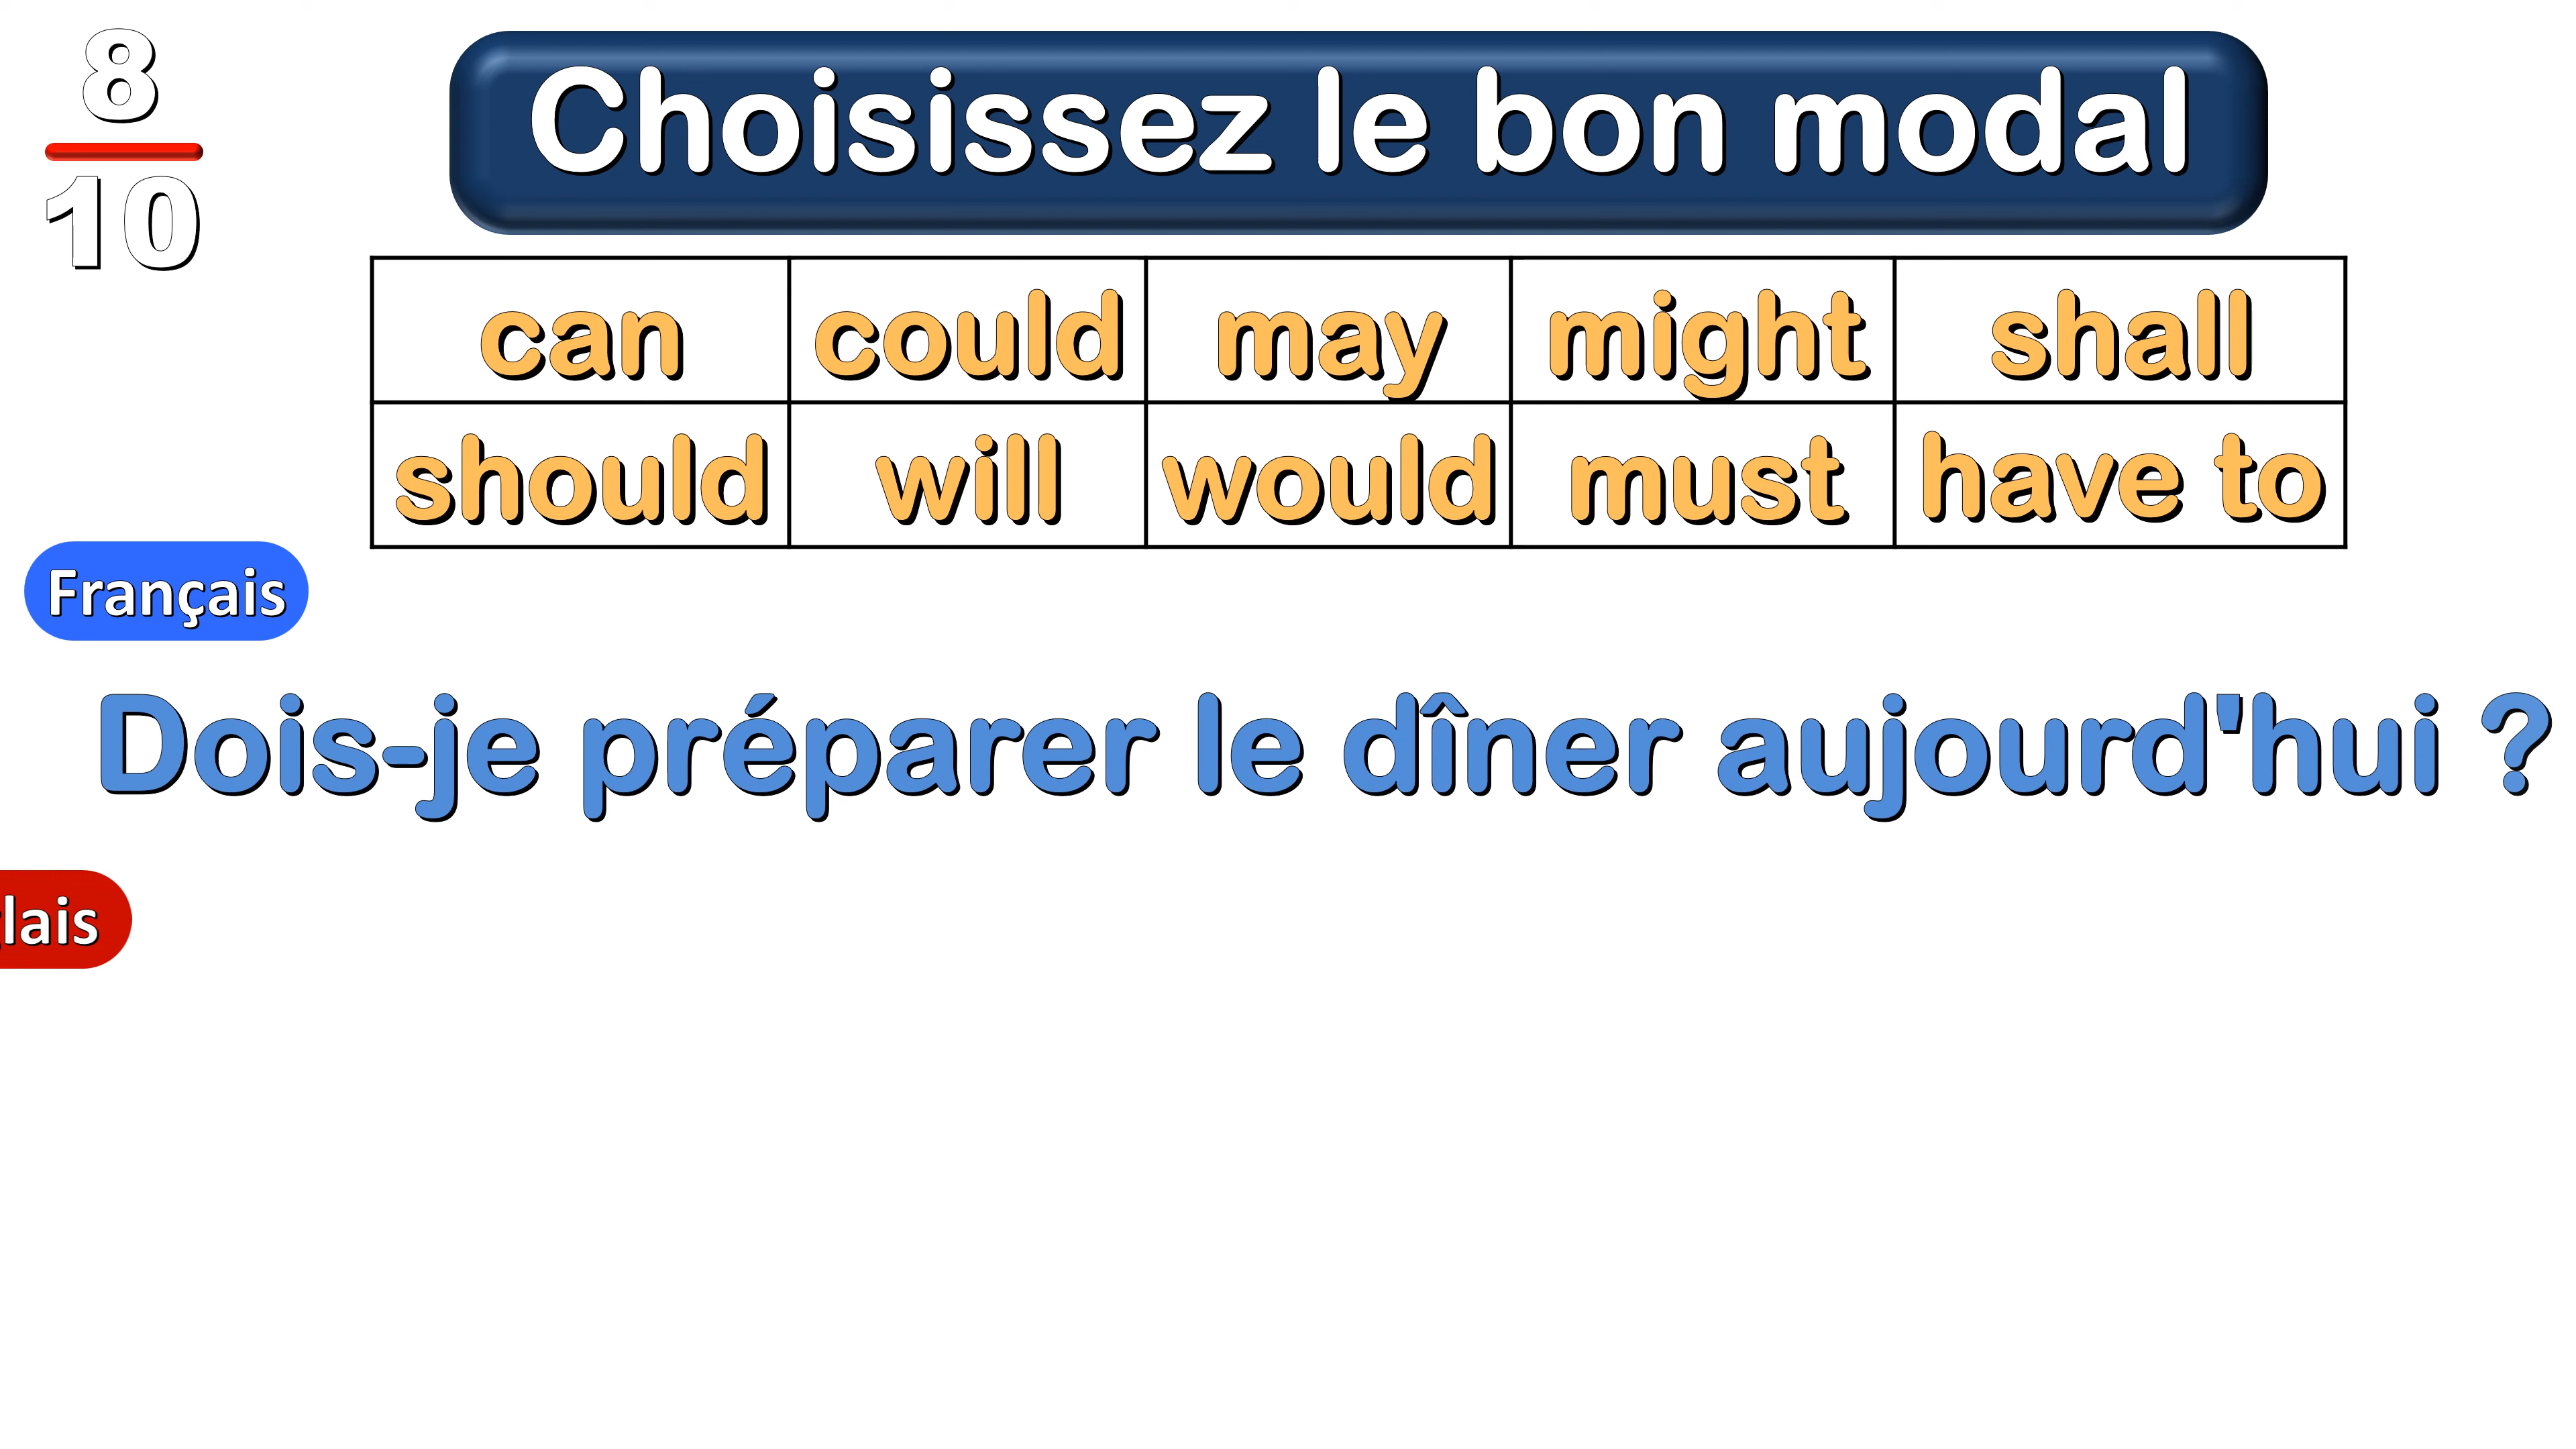 8
10
Choisissez le bon modal
can could may might shall
should will would must have to
Français
Dois-je préparer le dîner aujourd'hui ?
lais